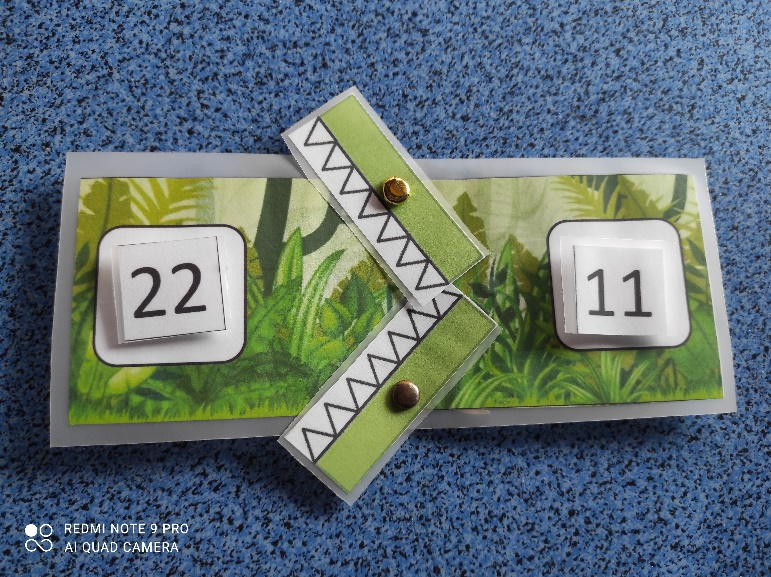 22
11
REDMI NOTE 9 PRO
AI QUAD CAMERA